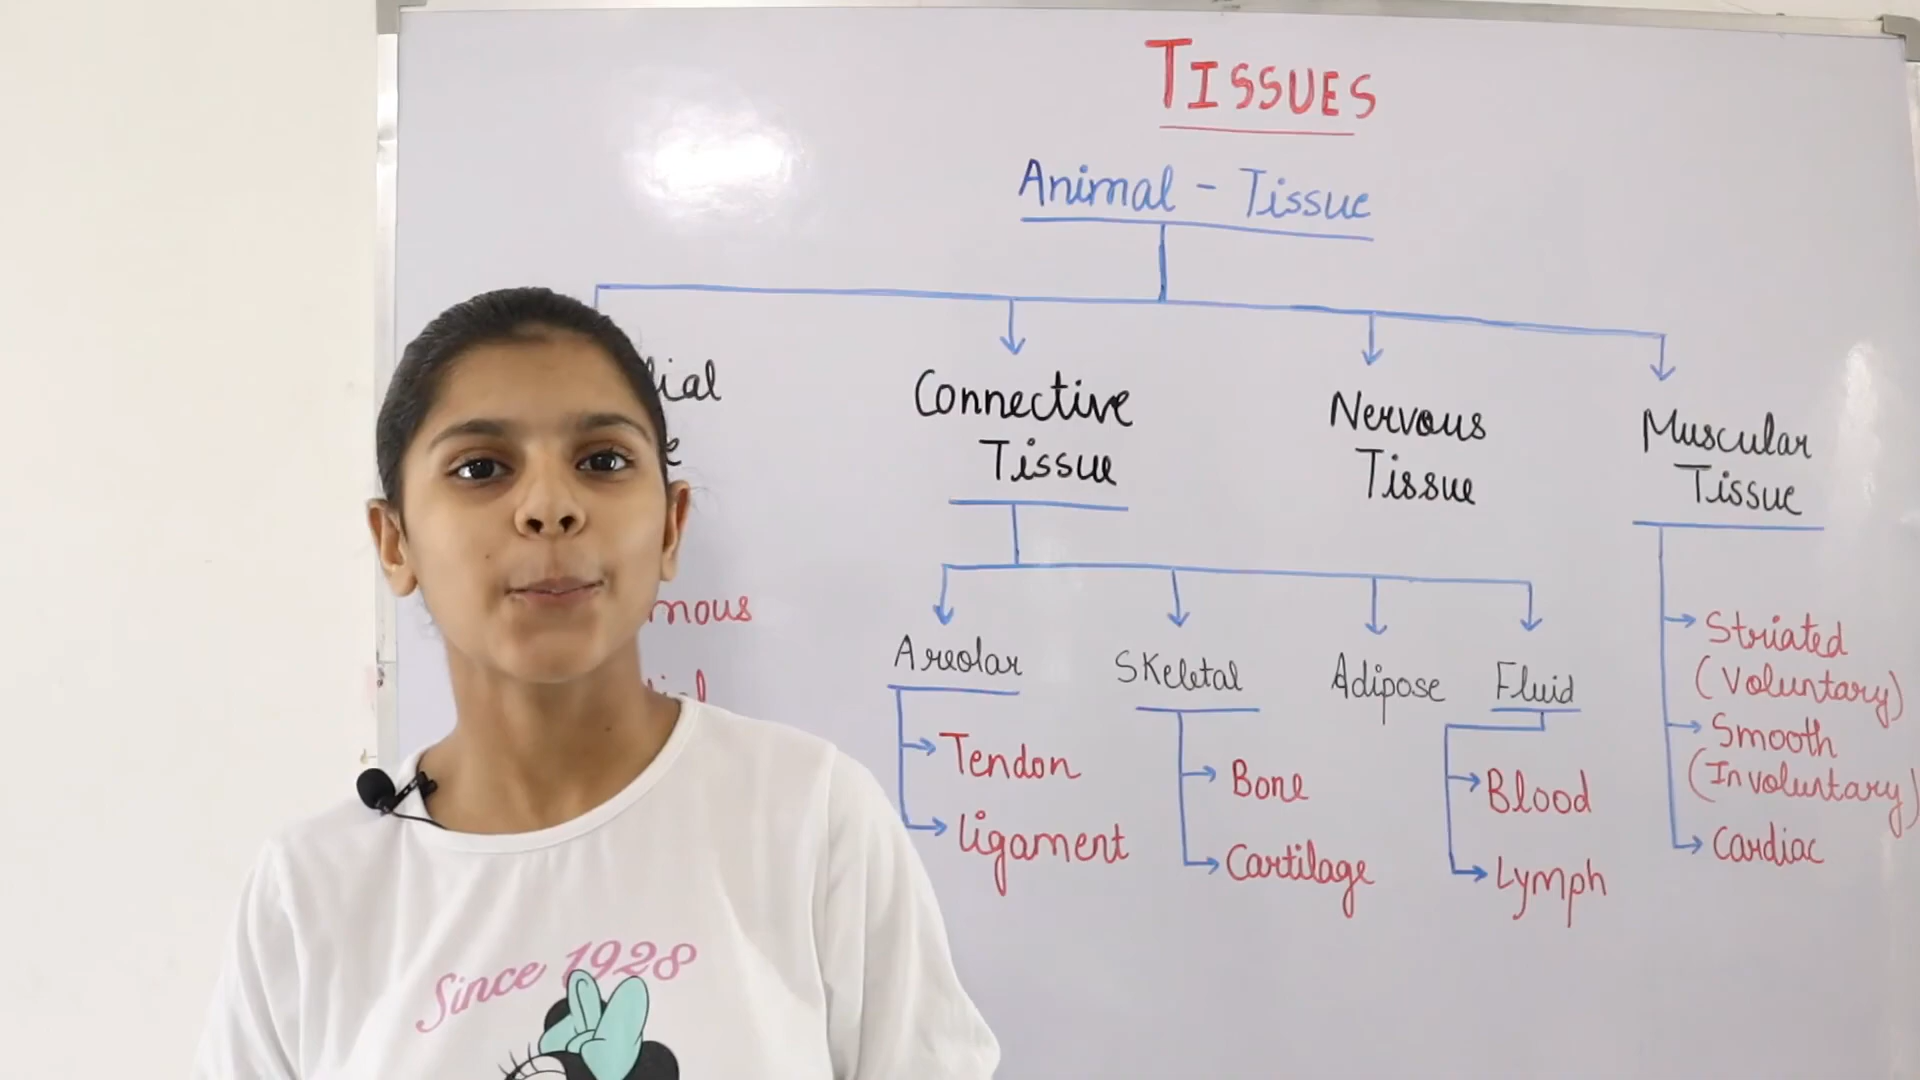 TISSUES
Animal - Tissue
Connective
Tissue
Nervous
Tissue
Muscular
Tissue
Areolar
Tendon
Ligament
Skeletal
Bone
Cartilage
Adipose
Fluid
Blood
Lymph
Striated
(Voluntary)
Smooth
(Involuntary)
Cardiac
Since 1928